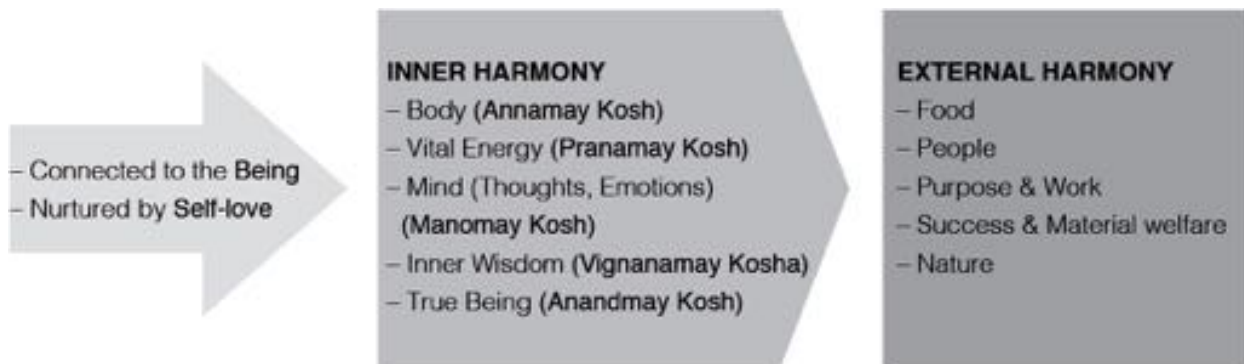 – Connected to the Being
– Nurtured by Self-love
INNER HARMONY
– Body (Annamay Kosh)
– Vital Energy (Pranamay Kosh)
– Mind (Thoughts, Emotions)
(Manomay Kosh)
– Inner Wisdom (Vignanamay Kosha)
– True Being (Anandmay Kosh)
EXTERNAL HARMONY
– Food
– People
– Purpose & Work
– Success & Material welfare
– Nature